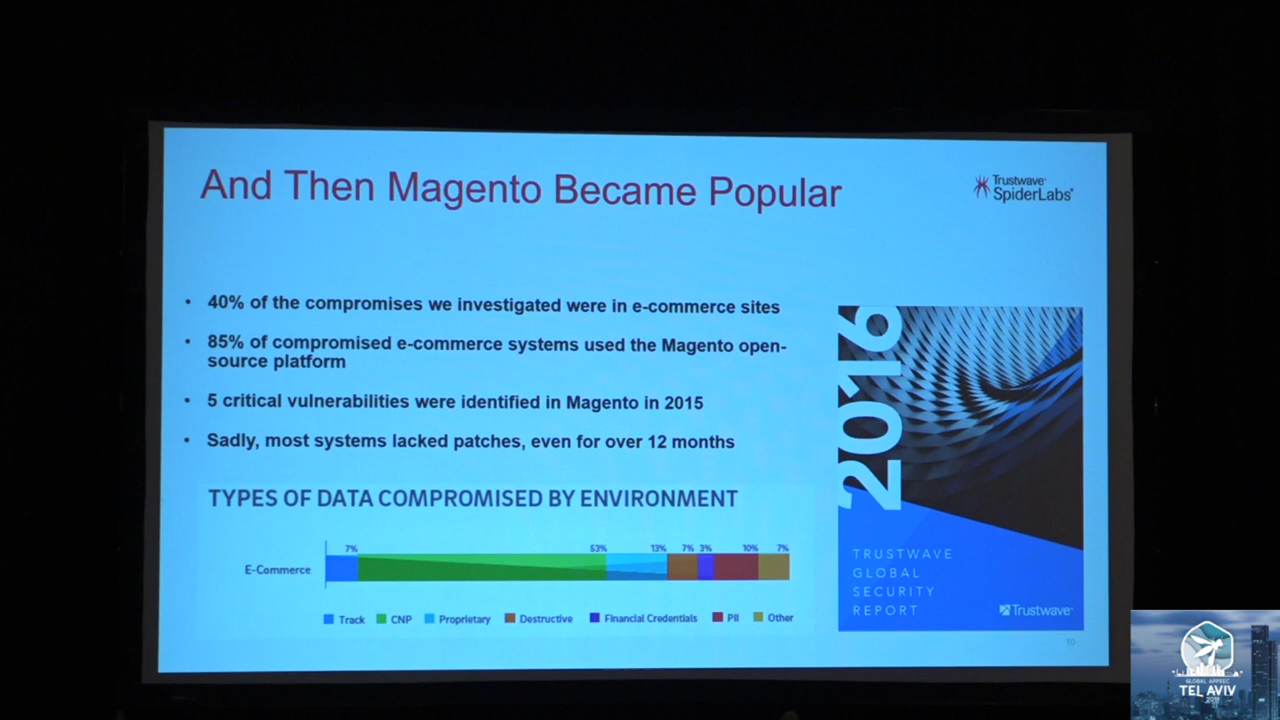 And Then Magento Became Popular
Trustwave®
SpiderLabs®
• 40% of the compromises we investigated were in e-commerce sites
• 85% of compromised e-commerce systems used the Magento open-
source platform
• 5 critical vulnerabilities were identified in Magento in 2015
• Sadly, most systems lacked patches, even for over 12 months
2016
TRUSTWAVE
GLOBAL
SECURITY
REPORT
Trustwave®
TYPES OF DATA COMPROMISED BY ENVIRONMENT
7% 53% 13% 7% 3% 10% 7%
E-Commerce
Track CNP Proprietary Destructive Financial Credentials PII Other
10
GLOBAL APPSEC
TEL AVIV
2019